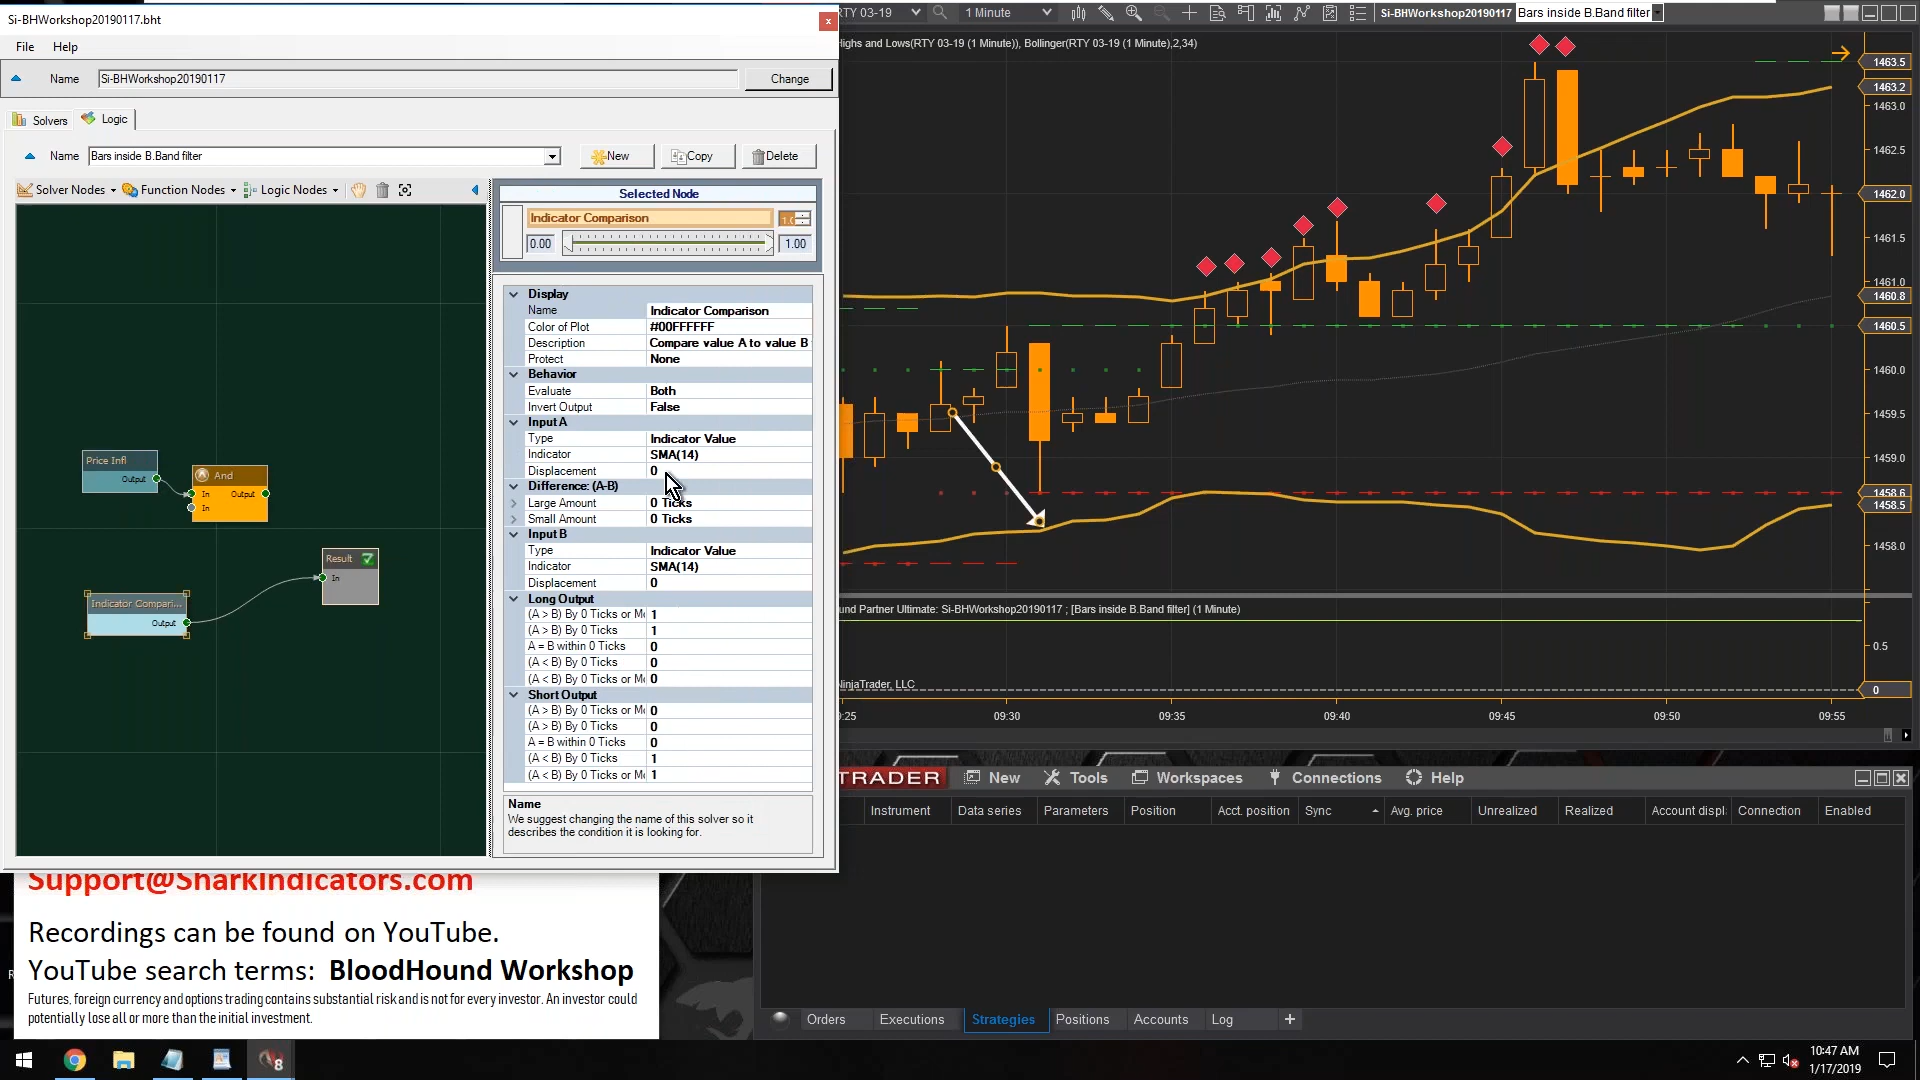 Si-BHWorkshop20190117.bht
x
File Help
Name Si-BHWorkshop20190117 Change
Solvers Logic
Name Bars inside B.Band filter New Copy Delete
Solver Nodes Function Nodes Logic Nodes
Selected Node
Indicator Comparison
0.00 1.00
Display
Name Indicator Comparison
Color of Plot #00FFFFFF
Description Compare value A to value B
Protect None
Behavior
Evaluate Both
Invert Output False
Input A
Type Indicator Value
Indicator SMA(14)
Displacement 0
Difference: (A-B)
Large Amount 0 Ticks
Small Amount 0 Ticks
Input B
Type Indicator Value
Indicator SMA(14)
Displacement 0
Long Output
(A > B) By 0 Ticks or Mo 1
(A > B) By 0 Ticks 1
A = B within 0 Ticks 0
(A < B) By 0 Ticks 0
(A < B) By 0 Ticks or Mo 0
Short Output
(A > B) By 0 Ticks or Mo 0
(A > B) By 0 Ticks 0
A = B within 0 Ticks 0
(A < B) By 0 Ticks 1
(A < B) By 0 Ticks or Mo 1
Name
We suggest changing the name of this solver so it
describes the condition it is looking for.
Price Infl
Output
And
In Output
In
Result
In
Indicator Compari...
Output
RTY 03-19 1 Minute Si-BHWorkshop20190117 Bars inside B.Band filter
Highs and Lows(RTY 03-19 (1 Minute)), Bollinger(RTY 03-19 (1 Minute),2,34)
1463.5
1463.2
1463.0
1462.5
1462.0
1461.5
1461.0
1460.8
1460.5
1460.0
1459.5
1459.0
1458.6
1458.5
1458.0
und Partner Ultimate: Si-BHWorkshop20190117 ; [Bars inside B.Band filter] (1 Minute)
0.5
NinjaTrader, LLC
0
:25 09:30 09:35 09:40 09:45 09:50 09:55
TRADER New Tools Workspaces Connections Help
Instrument Data series Parameters Position Acct. position Sync Avg. price Unrealized Realized Account displ Connection Enabled
Orders Executions Strategies Positions Accounts Log +
Support@SharkIndicators.com
Recordings can be found on YouTube.
YouTube search terms: BloodHound Workshop
Futures, foreign currency and options trading contains substantial risk and is not for every investor. An investor could
potentially lose all or more than the initial investment.
8
10:47 AM
1/17/2019